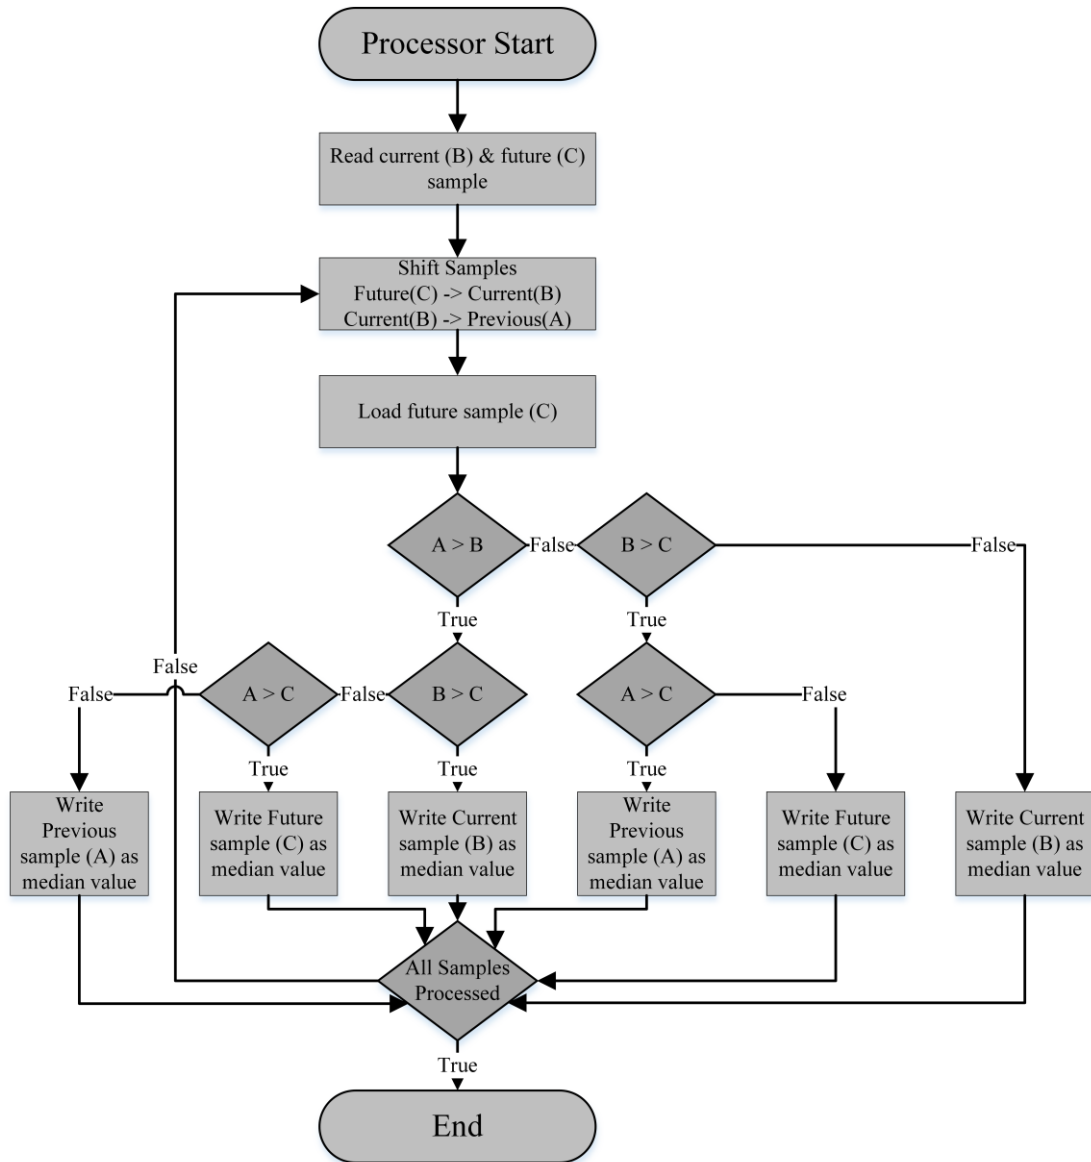 Processor Start
Read current (B) & future (C)
sample
Shift Samples
Future(C) -> Current(B)
Current(B) -> Previous(A)
Load future sample (C)
A > B
False
B > C
False
True
True
False
False
A > C
False
B > C
A > C
False
True
True
True
Write
Previous
sample (A) as
median value
Write Future
sample (C) as
median value
Write Current
sample (B) as
median value
Write
Previous
sample (A) as
median value
Write Future
sample (C) as
median value
Write Current
sample (B) as
median value
All Samples
Processed
True
End